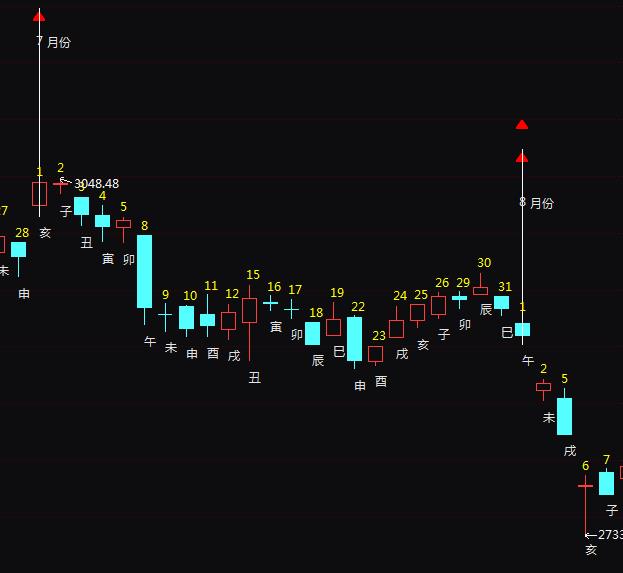 7 月份
1
2
3048.48
3
4
5
27
28
8
子
亥
丑
寅
卯
未
申
8 月份
30
15
11
16
17
9
10
12
18
19
22
24
25
26
29
31
1
辰
卯
寅
卯
巳
子
午
未
申
酉
戌
辰
巳
23
戌
亥
午
丑
申
酉
2
5
未
戌
6
7
子
2733
亥